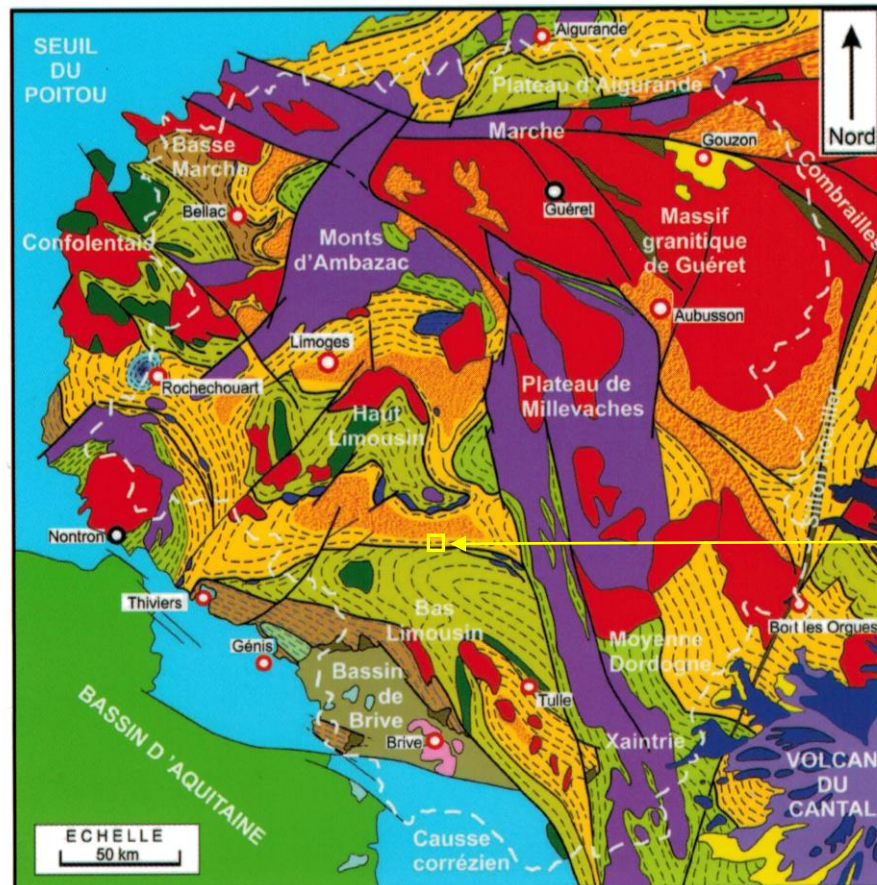 SEUIL
DU
POITOU
Aigurande
Plateau d'Aigurande
Nord
Marche
Basse
Marche
Gouzon
Combrailles
Bellac
Guéret
Confolentais
Monts
d'Ambazac
Massif
granitique
de Guéret
Aubusson
Limoges
Rochechouart
Plateau de
Millevaches
Haut
Limousin
Sillon houiller
Nontron
Thiviers
Bas
Limousin
Bort les Orgues
Génis
Moyenne
Dordogne
Bassin
de
Brive
Tulle
Brive
Xaintrie
BASSIN D'AQUITAINE
VOLCAN
DU
CANTAL
ECHELLE
50 km
Causse
corrézien